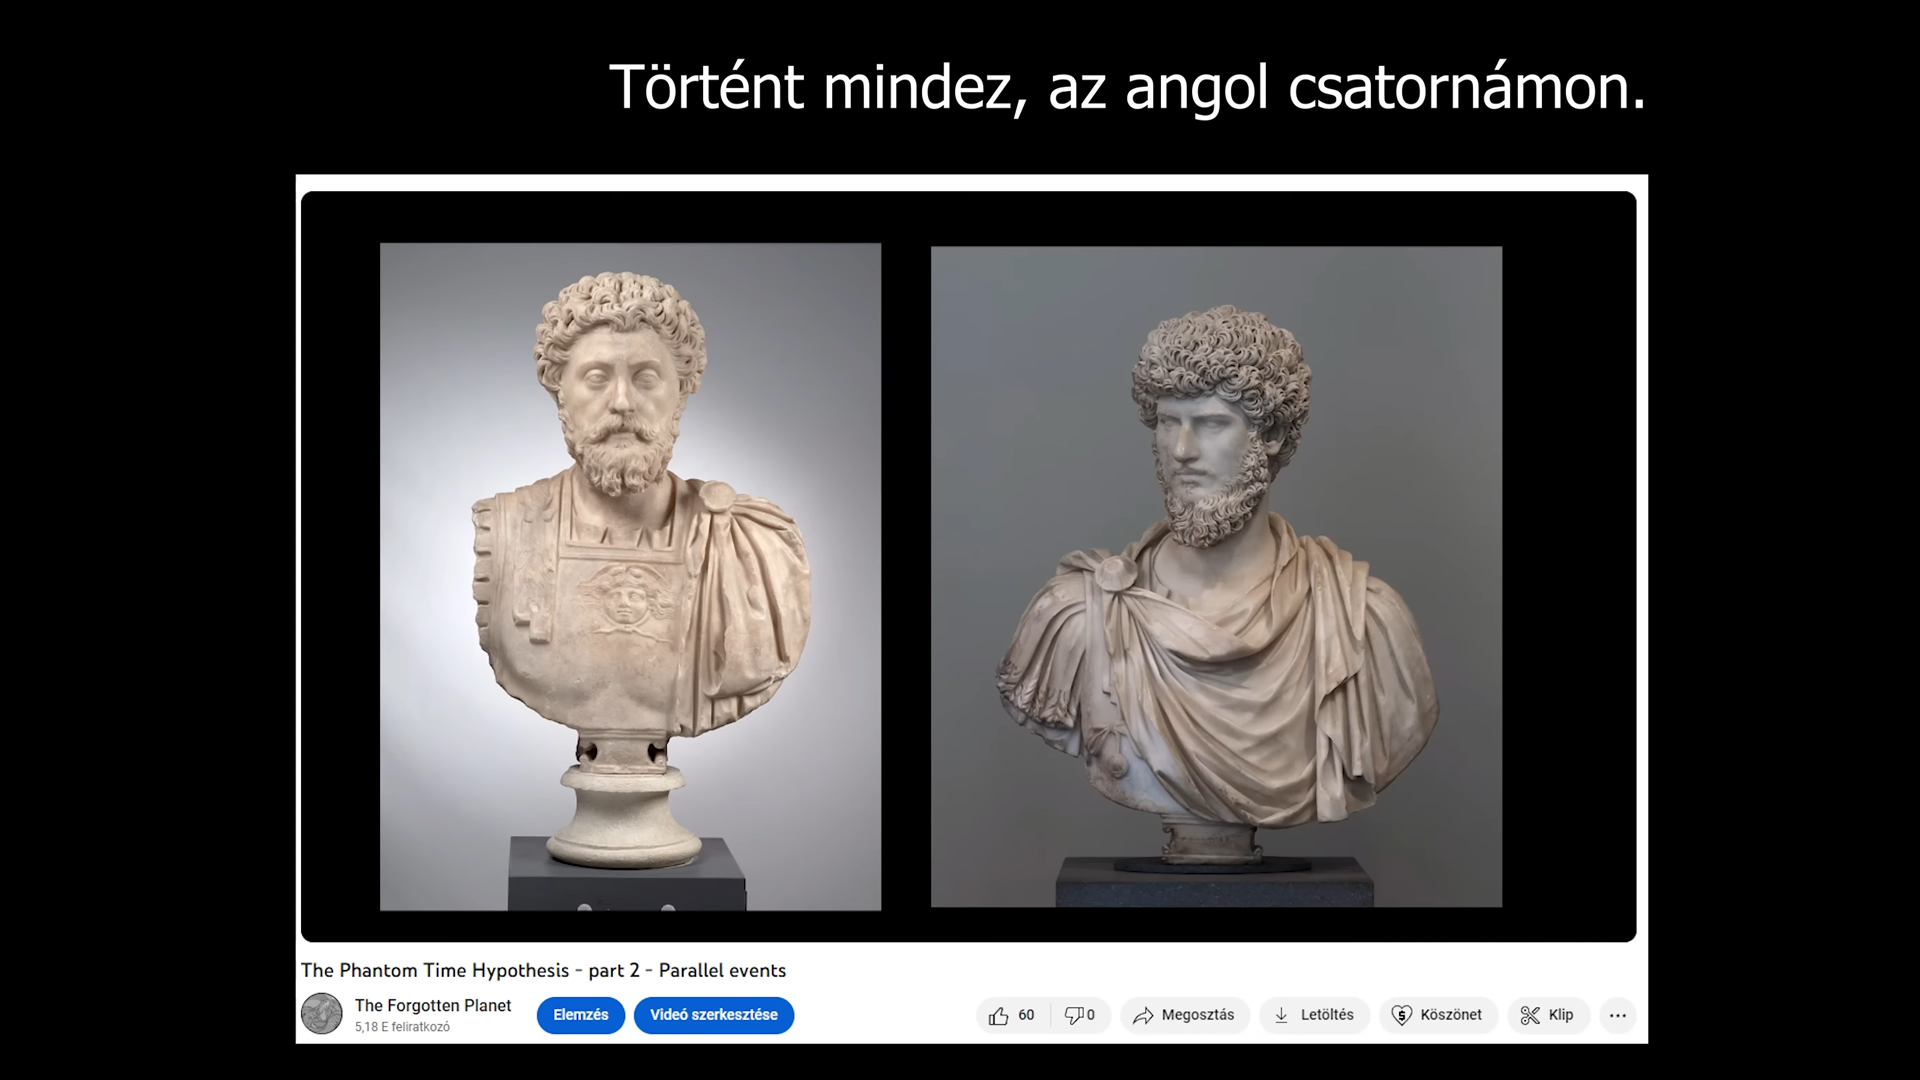 Történt mindez, az angol csatornámon.
The Phantom Time Hypothesis - part 2 - Parallel events
The Forgotten Planet
5,18 E feliratkozó
Elemzés
Videó szerkesztése
60
0
Megosztás
Letöltés
Köszönet
Klip